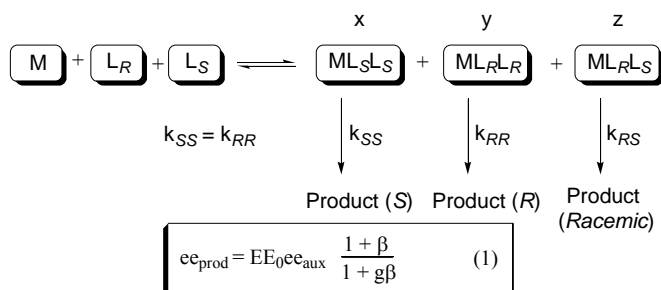 x y z
M + L_R + L_S ⇌ ML_SL_S + ML_RL_R + ML_RL_S
k_SS = k_RR k_SS k_RR k_RS
Product (S) Product (R) Product
(Racemic)
ee_prod = EE_0ee_aux (1 + β)/(1 + gβ) (1)